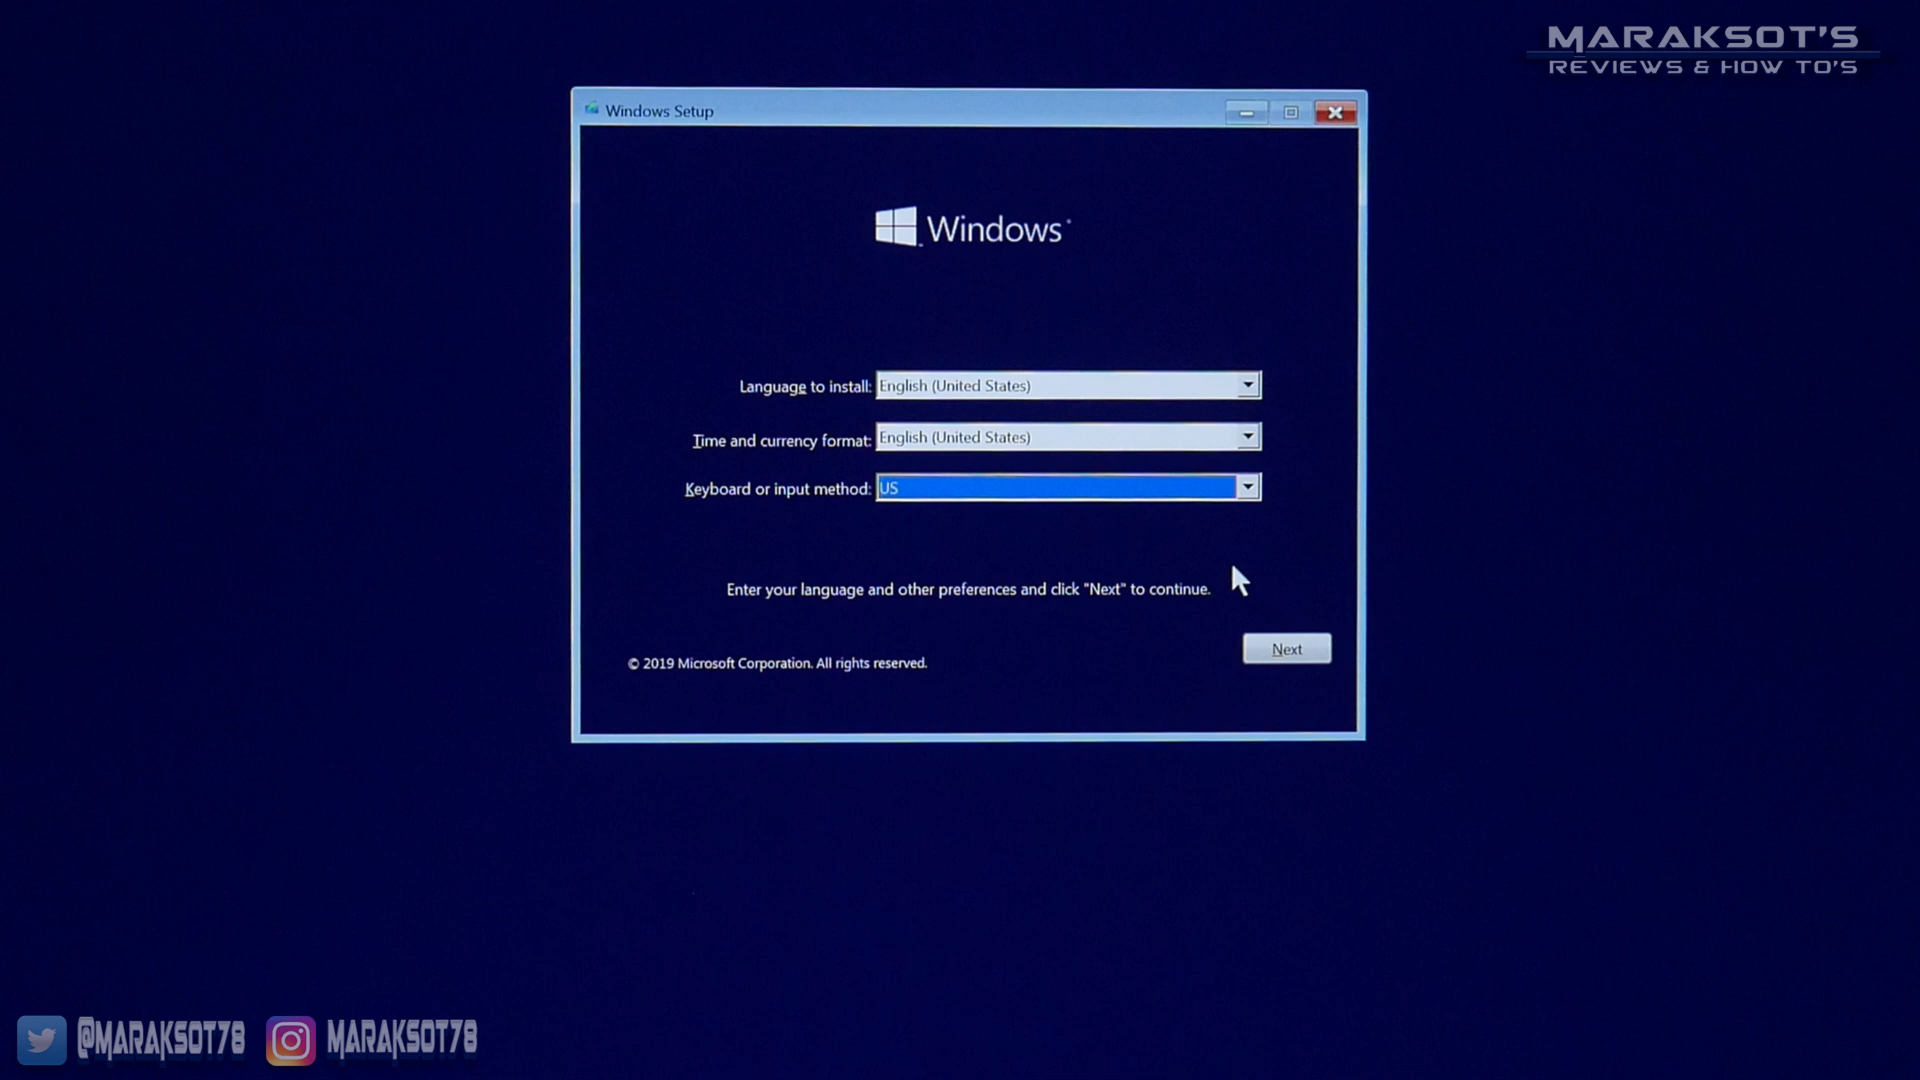 MARAKSOT'S
REVIEWS & HOW TO'S
Windows Setup
Windows
Language to install: English (United States)
Time and currency format: English (United States)
Keyboard or input method: US
Enter your language and other preferences and click "Next" to continue.
Next
© 2019 Microsoft Corporation. All rights reserved.
@MARAKSOT78 MARAKSOT78